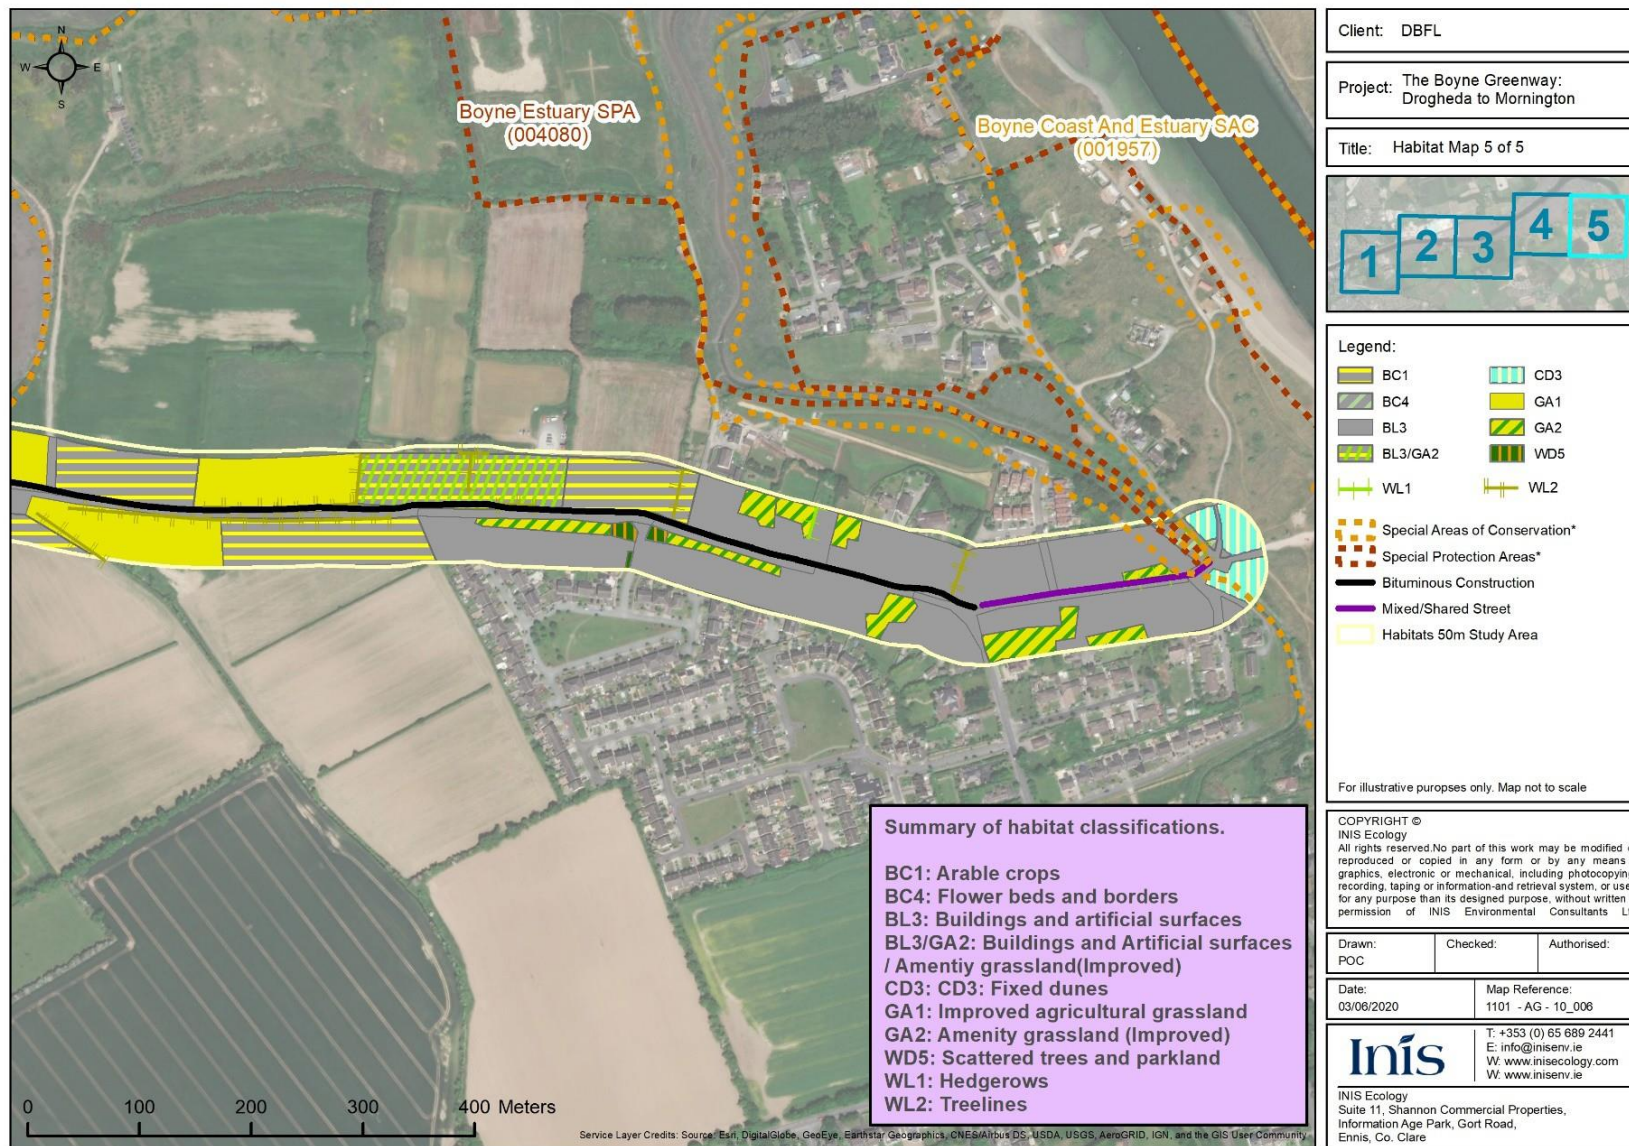 N
W E
S
Boyne Estuary SPA
(004080)
Boyne Coast And Estuary SAC
(001957)
Summary of habitat classifications.
BC1: Arable crops
BC4: Flower beds and borders
BL3: Buildings and artificial surfaces
BL3/GA2: Buildings and Artificial surfaces
/ Amentiy grassland(Improved)
CD3: CD3: Fixed dunes
GA1: Improved agricultural grassland
GA2: Amenity grassland (Improved)
WD5: Scattered trees and parkland
WL1: Hedgerows
WL2: Treelines
0 100 200 300 400 Meters
Service Layer Credits: Source: Esri, DigitalGlobe, GeoEye, Earthstar Geographics, CNES/Airbus DS, USDA, USGS, AeroGRID, IGN, and the GIS User Community
Client: DBFL
Project: The Boyne Greenway:
Drogheda to Mornington
Title: Habitat Map 5 of 5
1 2 3 4 5
Legend:
BC1 CD3
BC4 GA1
BL3 GA2
BL3/GA2 WD5
WL1 WL2
Special Areas of Conservation*
Special Protection Areas*
Bituminous Construction
Mixed/Shared Street
Habitats 50m Study Area
For illustrative puropses only. Map not to scale
COPYRIGHT ©
INIS Ecology
All rights reserved.No part of this work may be modified
reproduced or copied in any form or by any means
graphics, electronic or mechanical, including photocopying
recording, taping or information-and retrieval system, or use
for any purpose than its designed purpose, without written
permission of INIS Environmental Consultants
Drawn: Checked: Authorised:
POC
Date: Map Reference:
03/06/2020 1101 - AG - 10_006
Inis
T: +353 (0) 65 689 2441
E: info@inisenv.ie
W: www.inisecology.com
W: www.inisenv.ie
INIS Ecology
Suite 11, Shannon Commercial Properties,
Information Age Park, Gort Road,
Ennis, Co. Clare